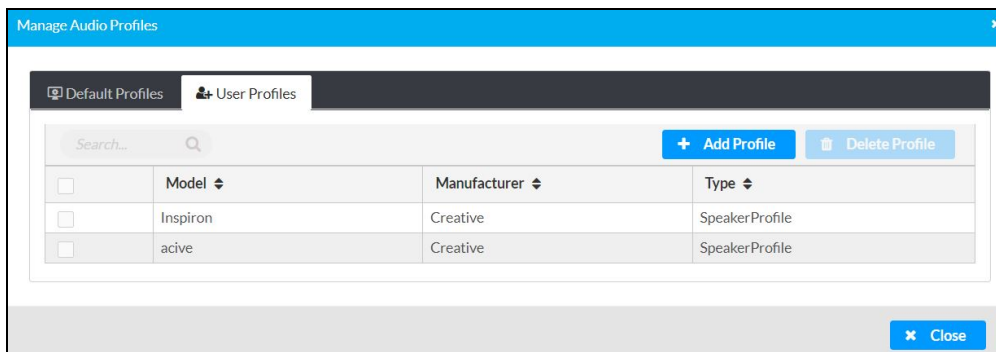 Manage Audio Profiles
Default Profiles User Profiles
Search... Add Profile Delete Profile
Model Manufacturer Type
Inspiron Creative SpeakerProfile
acive Creative SpeakerProfile
Close